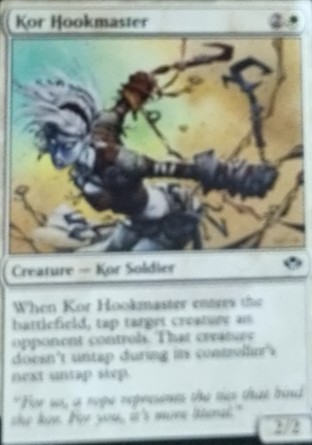 Kor Hookmaster 2
Creature — Kor Soldier
When Kor Hookmaster enters the
battlefield, tap target creature an
opponent controls. That creature
doesn't untap during its controller's
next untap step.
"For us, a rope represents the ties that bind
the kor. For you, it's more literal."
2/2